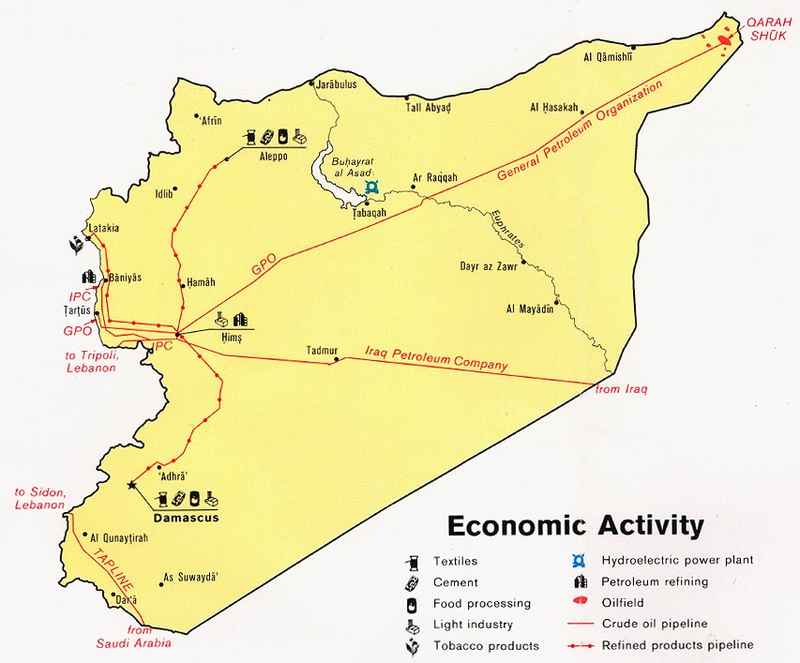 QARAH
SHŪK
Al Qāmishlī
Jarābulus
Tall Abyaḍ
Al Ḥasakah
General Petroleum Organization
'Afrīn
Aleppo
Buḥayrat
al Asad
Ar Raqqah
Idlib
Ṭabaqah
Euphrates
Latakia
GPO
Dayr az Zawr
Bāniyās
Ḥamāh
IPC
Al Mayādīn
Ṭarṭūs
GPO
Ḥimṣ
IPC
to Tripoli,
Lebanon
Tadmur
Iraq Petroleum Company
from Iraq
'Adhrā'
to Sidon,
Lebanon
Damascus
Al Qunayṭirah
TAPLINE
As Suwaydā'
Dar'ā
from
Saudi Arabia
Economic Activity
Textiles
Cement
Food processing
Light industry
Tobacco products
Hydroelectric power plant
Petroleum refining
Oilfield
Crude oil pipeline
Refined products pipeline